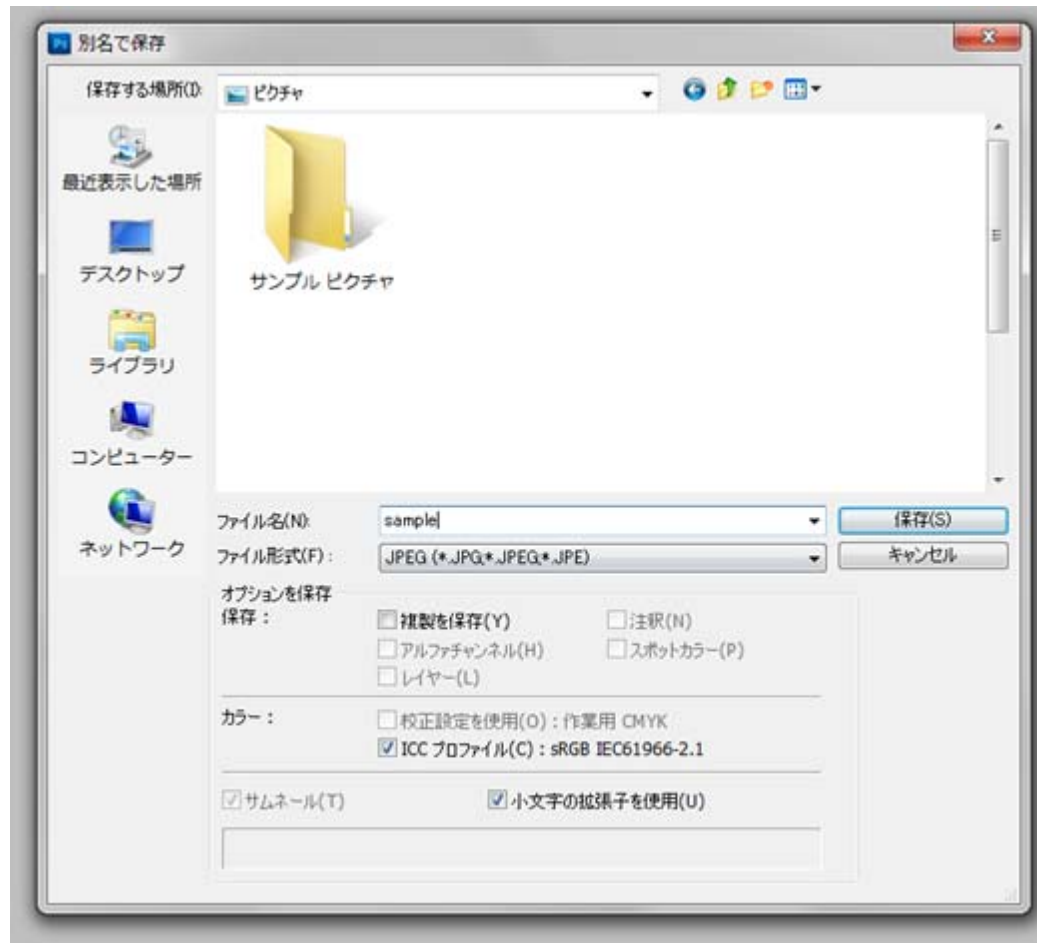 Ps 別名で保存
保存する場所(I):
ピクチャ
最近表示した場所
デスクトップ
ライブラリ
コンピューター
ネットワーク
サンプル ピクチャ
ファイル名(N): sample 保存(S)
ファイル形式(F): JPEG (*.JPG;*.JPEG;*.JPE) キャンセル
オプションを保存
保存: 複製を保存(Y) 注釈(N)
アルファチャンネル(H) スポットカラー(P)
レイヤー(L)
カラー: 校正設定を使用(O):作業用 CMYK
ICC プロファイル(C):sRGB IEC61966-2.1
サムネール(T) 小文字の拡張子を使用(U)